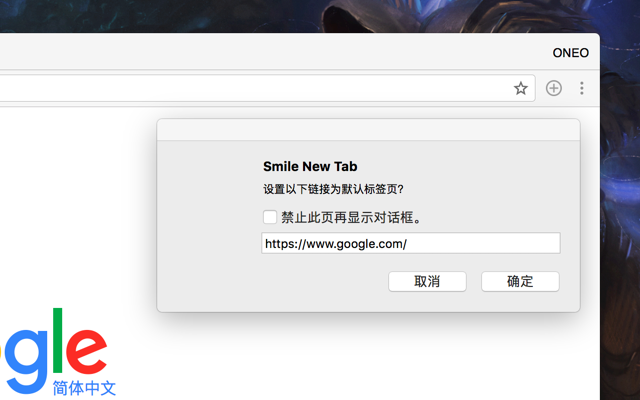 ONEO
Smile New Tab
设置以下链接为默认标签页?
禁止此页再显示对话框。
https://www.google.com/
取消
确定
ogle
简体中文